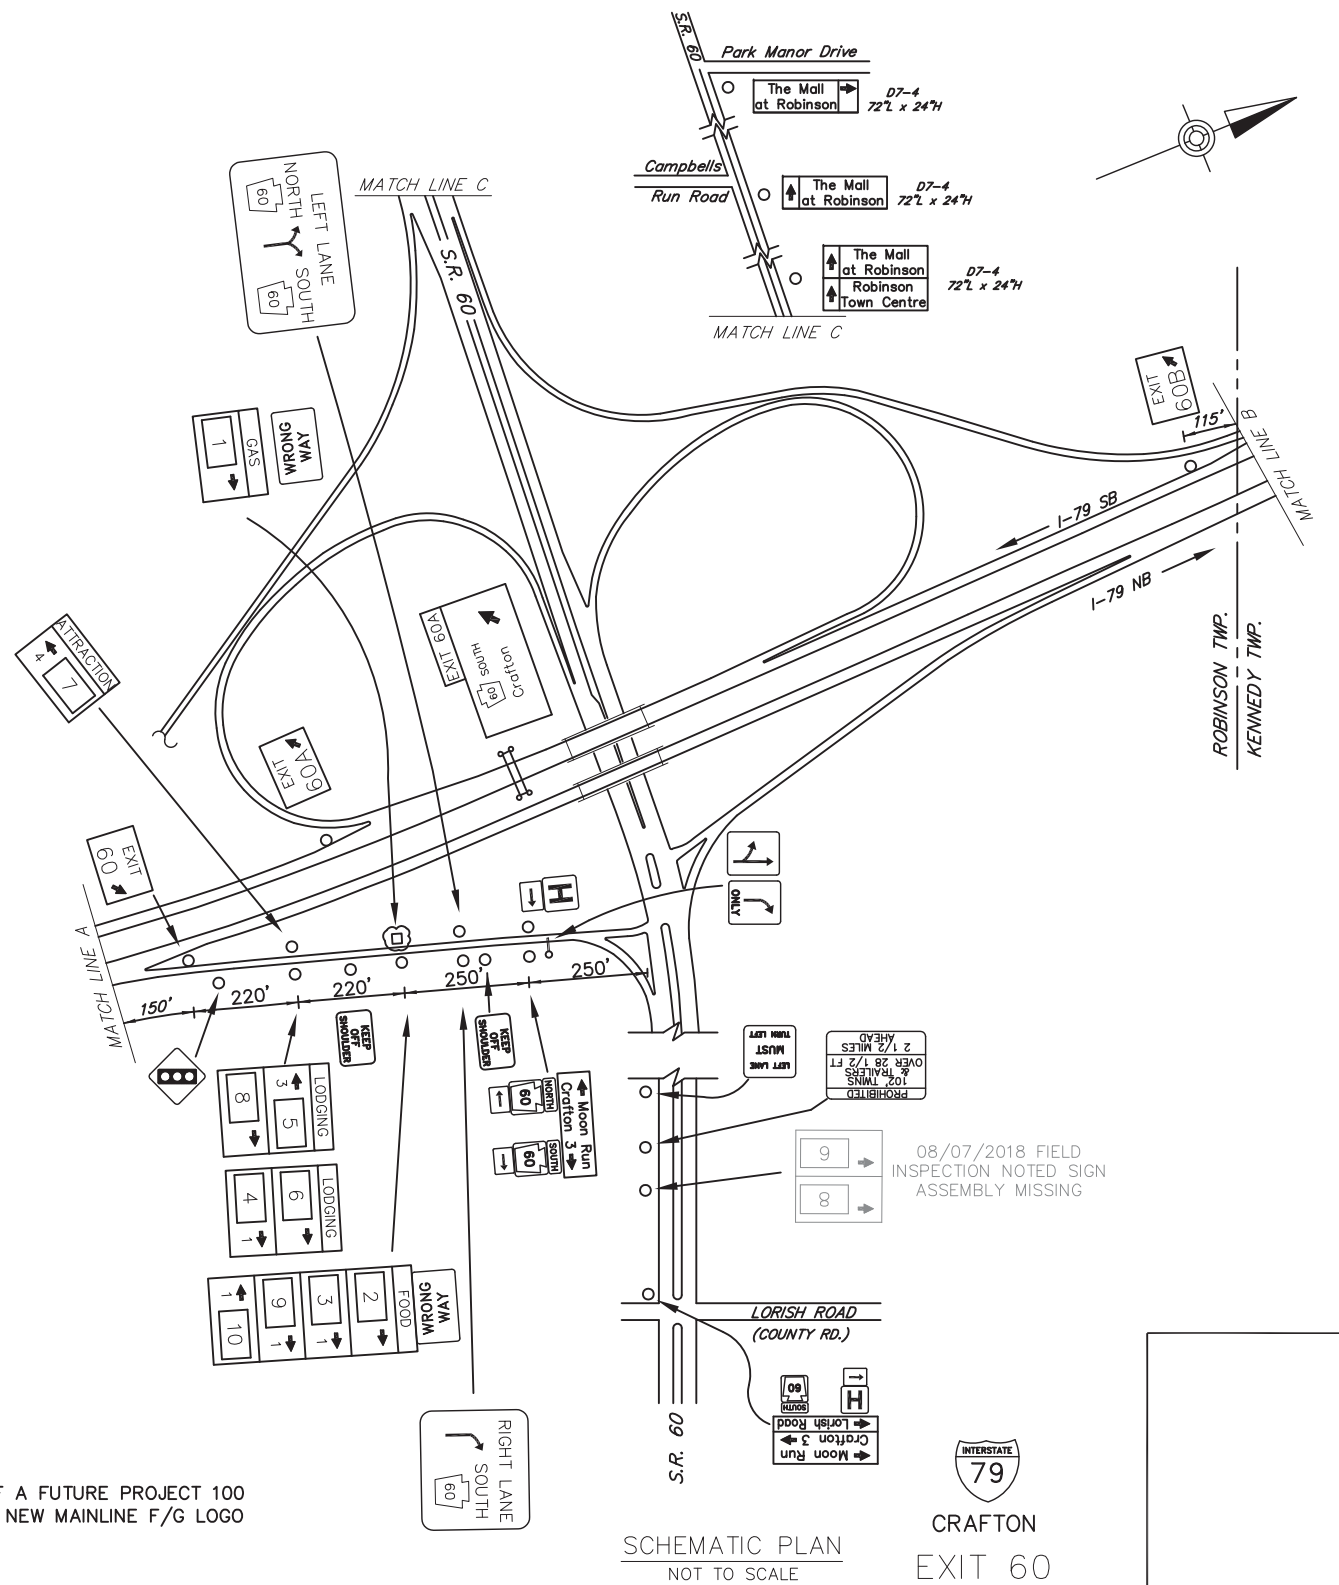 S.R. 60
Park Manor Drive
The Mall
at Robinson
D7-4
72"L x 24"H
Campbells
Run Road
The Mall
at Robinson
D7-4
72"L x 24"H
The Mall
at Robinson
Robinson
Town Centre
D7-4
72"L x 24"H
MATCH LINE C
MATCH LINE C
S.R. 60
LEFT LANE
NORTH SOUTH
60 60
GAS
1
WRONG
WAY
ATTRACTION
7
4
EXIT
60A
EXIT
60
EXIT 60A
60 SOUTH
Crafton
EXIT
60B
115'
MATCH LINE B
I-79 SB
I-79 NB
ROBINSON TWP.
KENNEDY TWP.
MATCH LINE A
H
ONLY
150'
220'
220'
250'
250'
KEEP
OFF
SHOULDER
KEEP
OFF
SHOULDER
LODGING
5
3
8
LODGING
6
4
1
FOOD
2
3
1
9
1
10
1
WRONG
WAY
NORTH
60
SOUTH
60
Moon Run
Crafton 3
RIGHT LANE
SOUTH
60
LEFT LANE
MUST
TURN LEFT
PROHIBITED
102" TWINS
& TRAILERS
OVER 28 1/2 FT
2 1/2 MILES
AHEAD
9
8
08/07/2018 FIELD
INSPECTION NOTED SIGN
ASSEMBLY MISSING
LORISH ROAD
(COUNTY RD.)
SOUTH
60
H
Moon Run
Crafton 3
Lorish Road
S.R. 60
A FUTURE PROJECT 100
NEW MAINLINE F/G LOGO
SCHEMATIC PLAN
NOT TO SCALE
INTERSTATE
79
CRAFTON
EXIT 60